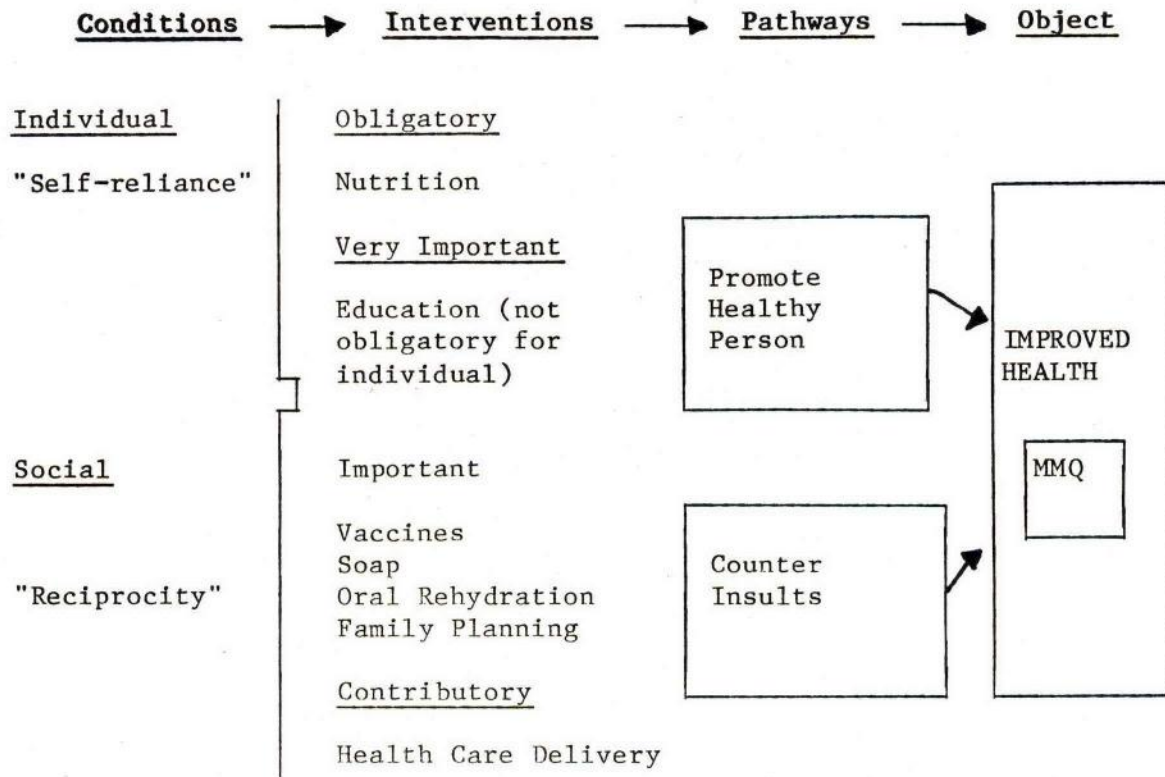 Conditions → Interventions → Pathways → Object
Individual
"Self-reliance"
Social
"Reciprocity"
Obligatory
Nutrition
Very Important
Education (not
obligatory for
individual)
Important
Vaccines
Soap
Oral Rehydration
Family Planning
Contributory
Health Care Delivery
Promote
Healthy
Person
Counter
Insults
IMPROVED
HEALTH
MMQ